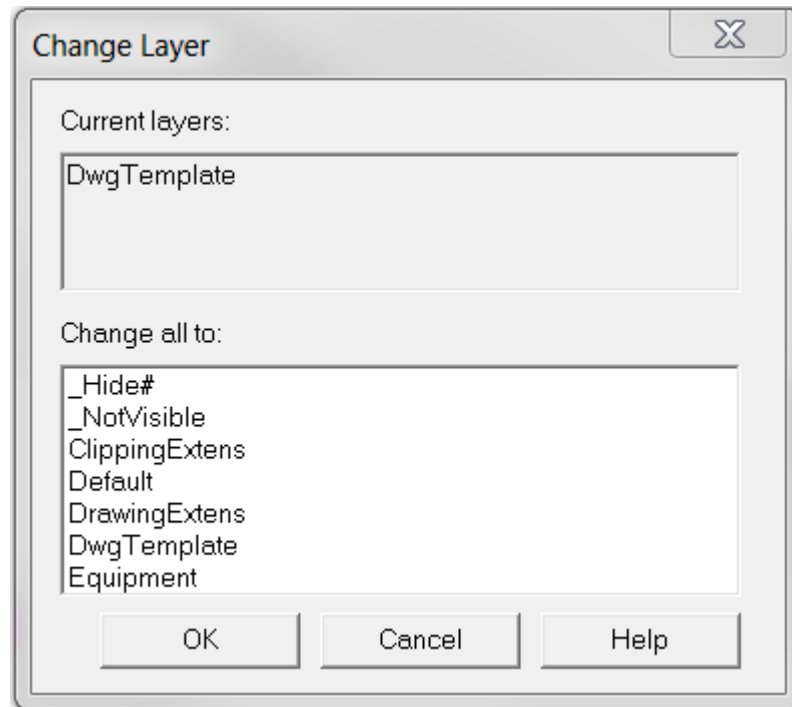 Change Layer
Current layers:
DwgTemplate
Change all to:
_Hide#
_NotVisible
ClippingExtens
Default
DrawingExtens
DwgTemplate
Equipment
OK Cancel Help